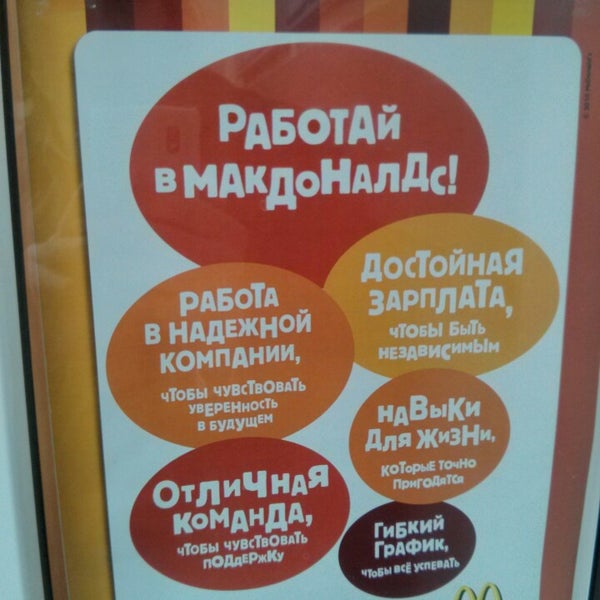 Работай
в Макдоналдс!
Достойная
зарплата,
чтобы быть
независимым
Работа
в надежной
компании,
чтобы чувствовать
уверенность
в будущем
Навыки
для жизни,
которые точно
пригодятся
Отличная
команда,
чтобы чувствовать
поддержку
Гибкий
график,
чтобы всё успевать